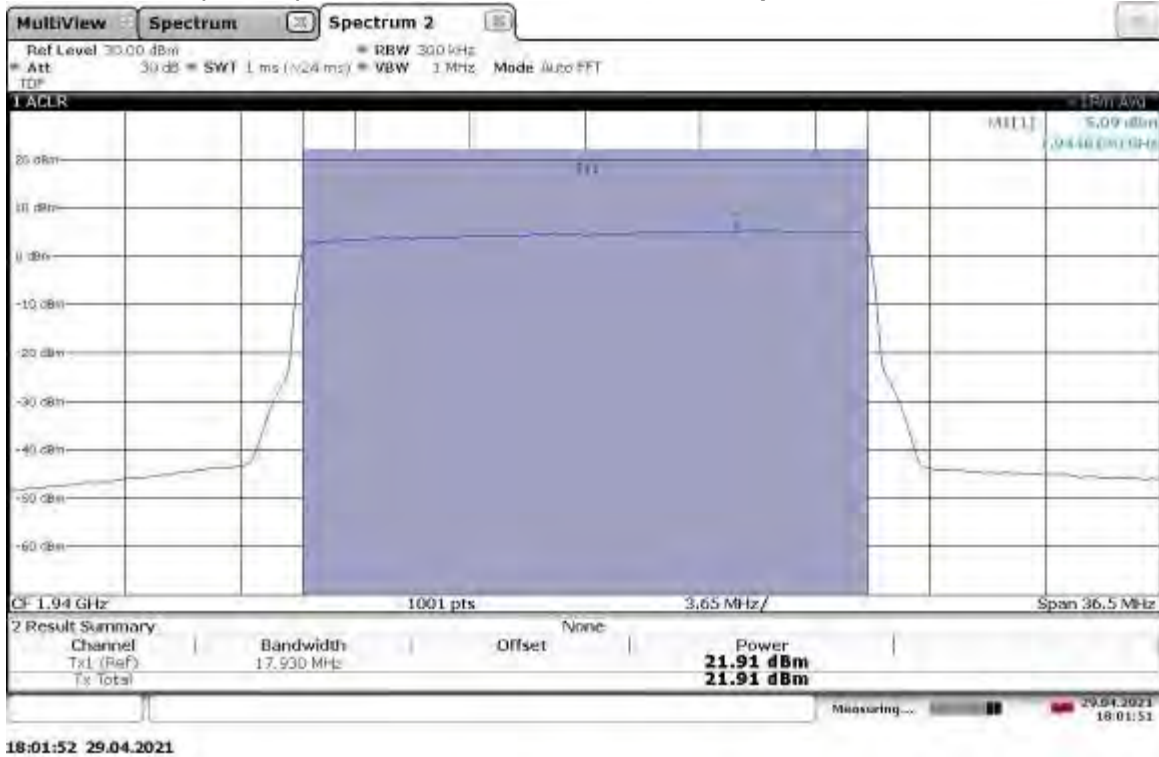 MultiView Spectrum Spectrum 2
Ref Level 30.00 dBm RBW 300 kHz
Att 30 dB SWT 1 ms (~24 ms) VBW 1 MHz Mode Auto FFT
TDF
1 ACLR 1Rm Avg
M1[1] 5.09 dBm
GHz
Tx1
20 dBm
10 dBm
0 dBm
-10 dBm
-20 dBm
-30 dBm
-40 dBm
-50 dBm
-60 dBm
CF 1.94 GHz 1001 pts 3.65 MHz/ Span 36.5 MHz
2 Result Summary None
Channel Bandwidth Offset Power
Tx1 (Ref) 17.930 MHz 21.91 dBm
Tx Total 21.91 dBm
Measuring... 29.04.2021
18:01:51
18:01:52 29.04.2021